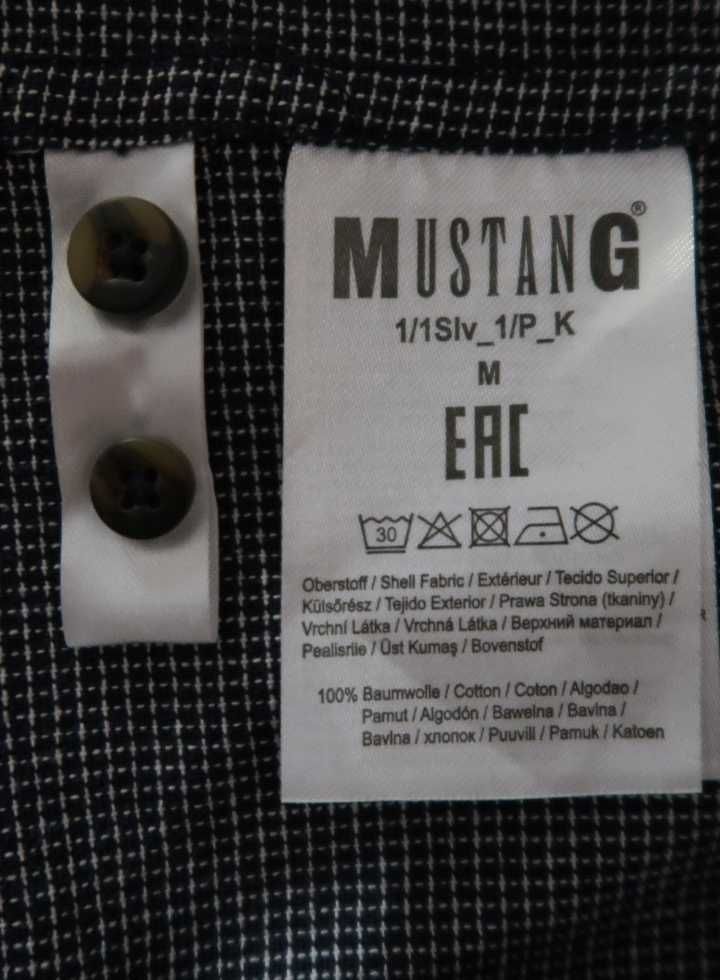 MUSTANG®
1/1Slv_1/P_K
M
EAC
30
Oberstoff / Shell Fabric / Extérieur / Tecido Superior /
Külsőrész / Tejido Exterior / Prawa Strona (tkaniny) /
Vrchní Látka / Vrchná Látka / Верхний материал /
Pealisriie / Üst Kumaş / Bovenstof
100% Baumwolle / Cotton / Coton / Algodao /
Pamut / Algodón / Bawełna / Bavlna /
Bavlna / хлопок / Puuvill / Pamuk / Katoen
R